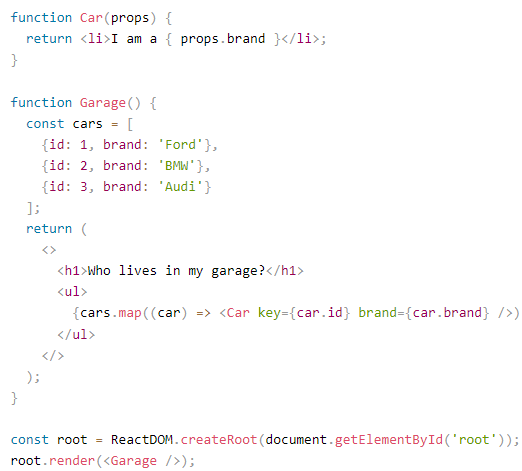 function Car(props) {
  return <li>I am a { props.brand }</li>;
}

function Garage() {
  const cars = [
    {id: 1, brand: 'Ford'},
    {id: 2, brand: 'BMW'},
    {id: 3, brand: 'Audi'}
  ];
  return (
    <>
      <h1>Who lives in my garage?</h1>
      <ul>
        {cars.map((car) => <Car key={car.id} brand={car.brand} />)
      </ul>
    </>
  );
}

const root = ReactDOM.createRoot(document.getElementById('root'));
root.render(<Garage />);